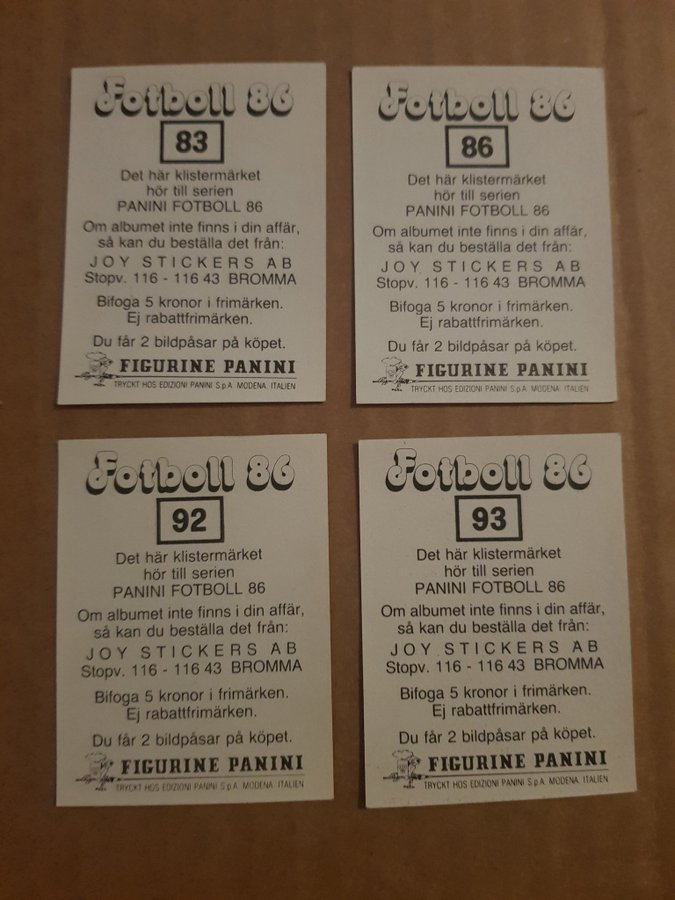 Fotboll 86
83
Det här klistermärket
hör till serien
PANINI FOTBOLL 86
Om albumet inte finns i din affär,
så kan du beställa det från:
JOY STICKERS AB
Stopv. 116 - 116 43 BROMMA
Bifoga 5 kronor i frimärken.
Ej rabattfrimärken.
Du får 2 bildpåsar på köpet.
FIGURINE PANINI
TRYCKT HOS EDIZIONI PANINI S.p.A. MODENA. ITALIEN
Fotboll 86
86
Det här klistermärket
hör till serien
PANINI FOTBOLL 86
Om albumet inte finns i din affär,
så kan du beställa det från:
JOY STICKERS AB
Stopv. 116 - 116 43 BROMMA
Bifoga 5 kronor i frimärken.
Ej rabattfrimärken.
Du får 2 bildpåsar på köpet.
FIGURINE PANINI
TRYCKT HOS EDIZIONI PANINI S.p.A. MODENA. ITALIEN
Fotboll 86
92
Det här klistermärket
hör till serien
PANINI FOTBOLL 86
Om albumet inte finns i din affär,
så kan du beställa det från:
JOY STICKERS AB
Stopv. 116 - 116 43 BROMMA
Bifoga 5 kronor i frimärken.
Ej rabattfrimärken.
Du får 2 bildpåsar på köpet.
FIGURINE PANINI
TRYCKT HOS EDIZIONI PANINI S.p.A. MODENA. ITALIEN
Fotboll 86
93
Det här klistermärket
hör till serien
PANINI FOTBOLL 86
Om albumet inte finns i din affär,
så kan du beställa det från:
JOY STICKERS AB
Stopv. 116 - 116 43 BROMMA
Bifoga 5 kronor i frimärken.
Ej rabattfrimärken.
Du får 2 bildpåsar på köpet.
FIGURINE PANINI
TRYCKT HOS EDIZIONI PANINI S.p.A. MODENA. ITALIEN